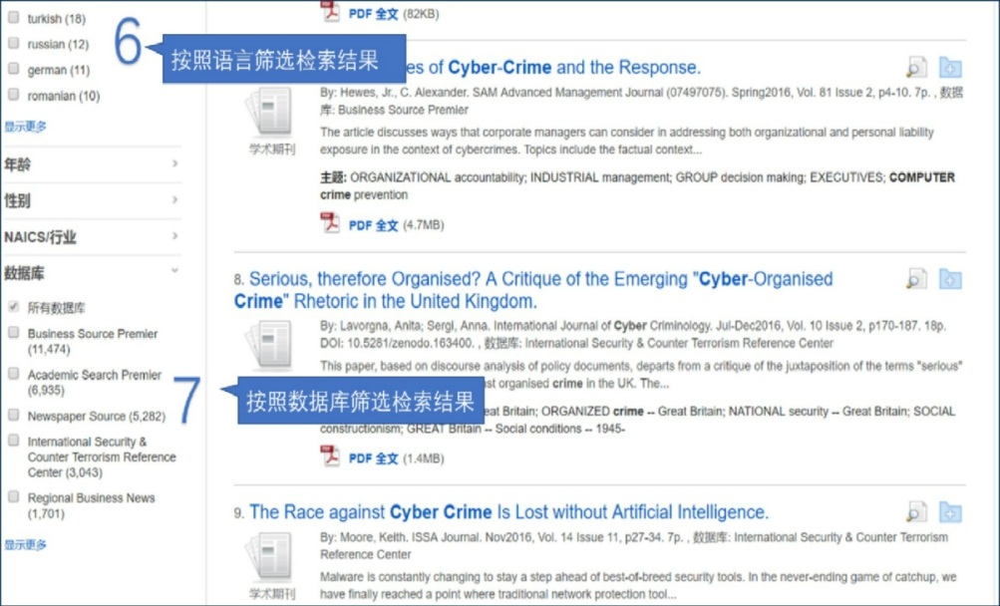 turkish (18)
russian (12)
german (11)
romanian (10)
显示更多
6
按照语言筛选检索结果
年龄
性别
NAICS/行业
数据库
所有数据库
Business Source Premier
(11,474)
Academic Search Premier
(6,935)
Newspaper Source (5,282)
International Security &
Counter Terrorism Reference
Center (3,043)
Regional Business News
(1,701)
显示更多
7
按照数据库筛选检索结果
PDF 全文 (82KB)
es of Cyber-Crime and the Response.
学术期刊
By: Hewes, Jr., C. Alexander. SAM Advanced Management Journal (07497075). Spring2016, Vol. 81 Issue 2, p4-10. 7p. , 数据
库: Business Source Premier
The article discusses ways that corporate managers can consider in addressing both organizational and personal liability
exposure in the context of cybercrimes. Topics include the factual context...
主题: ORGANIZATIONAL accountability; INDUSTRIAL management; GROUP decision making; EXECUTIVES; COMPUTER
crime prevention
PDF 全文 (4.7MB)
8. Serious, therefore Organised? A Critique of the Emerging "Cyber-Organised
Crime" Rhetoric in the United Kingdom.
By: Lavorgna, Anita; Sergi, Anna. International Journal of Cyber Criminology. Jul-Dec2016, Vol. 10 Issue 2, p170-187. 18p.
DOI: 10.5281/zenodo.163400. , 数据库: International Security & Counter Terrorism Reference Center
This paper, based on discourse analysis of policy documents, departs from a critique of the juxtaposition of the terms "serious"
st organised crime in the UK. The...
eat Britain; ORGANIZED crime -- Great Britain; NATIONAL security -- Great Britain; SOCIAL
constructionism; GREAT Britain -- Social conditions -- 1945-
PDF 全文 (1.4MB)
9. The Race against Cyber Crime Is Lost without Artificial Intelligence.
学术期刊
By: Moore, Keith. ISSA Journal. Nov2016, Vol. 14 Issue 11, p27-34. 7p. , 数据库: International Security & Counter Terrorism
Reference Center
Malware is constantly changing to stay a step ahead of best-of-breed security tools. In the never-ending game of catchup, we
have finally reached a point where traditional network protection tool...